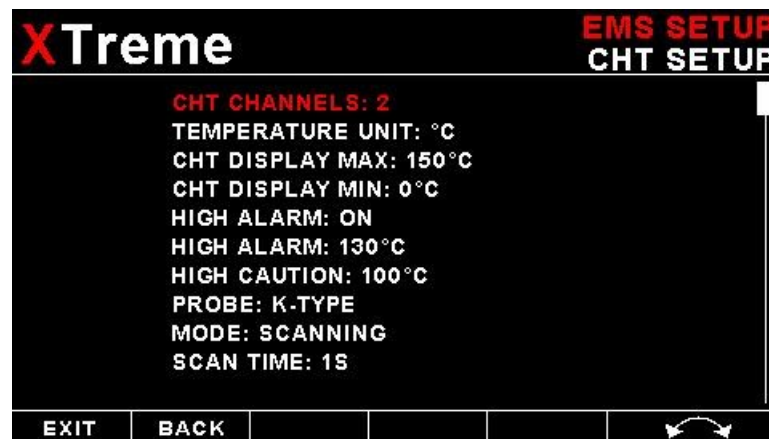 XTreme
EMS SETUP
CHT SETUP
CHT CHANNELS: 2
TEMPERATURE UNIT: °C
CHT DISPLAY MAX: 150°C
CHT DISPLAY MIN: 0°C
HIGH ALARM: ON
HIGH ALARM: 130°C
HIGH CAUTION: 100°C
PROBE: K-TYPE
MODE: SCANNING
SCAN TIME: 1S
EXIT BACK